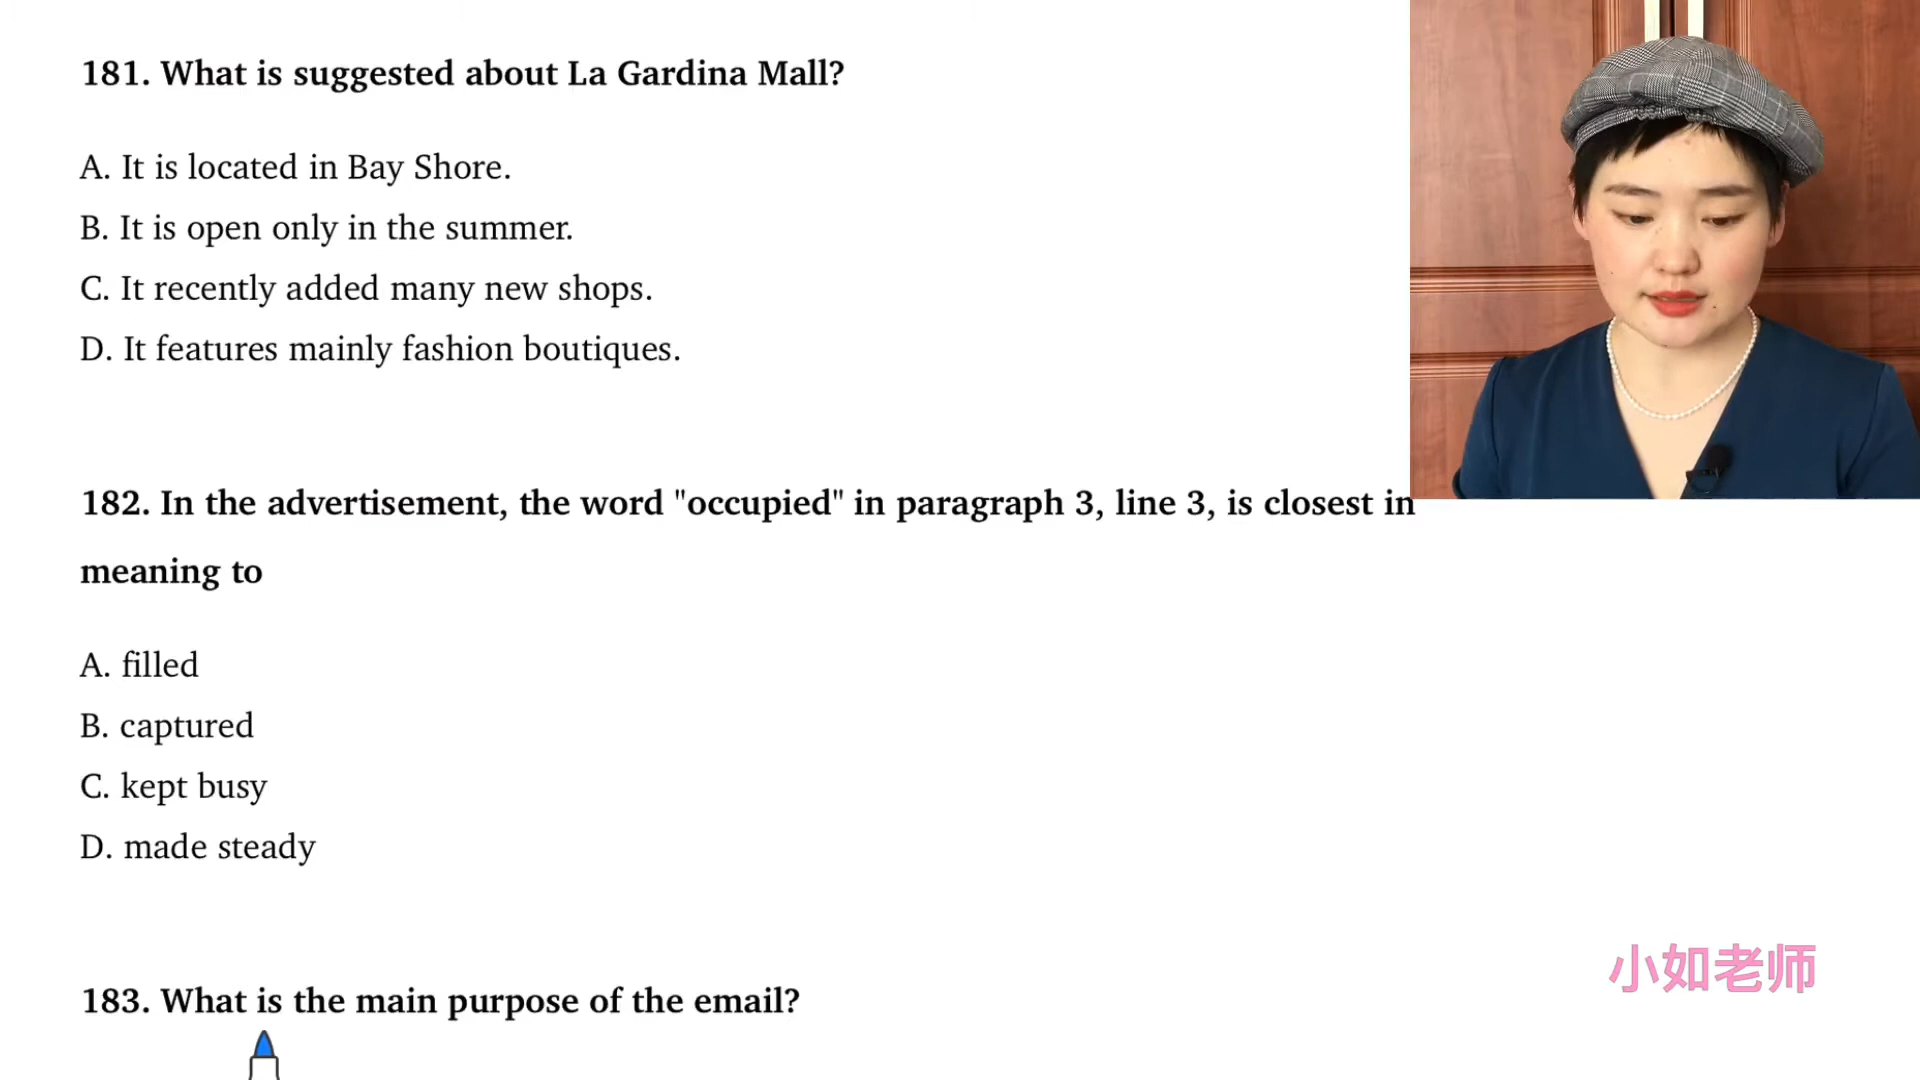 181. What is suggested about La Gardina Mall?
A. It is located in Bay Shore.
B. It is open only in the summer.
C. It recently added many new shops.
D. It features mainly fashion boutiques.
182. In the advertisement, the word "occupied" in paragraph 3, line 3, is closest in
meaning to
A. filled
B. captured
C. kept busy
D. made steady
小如老师
183. What is the main purpose of the email?